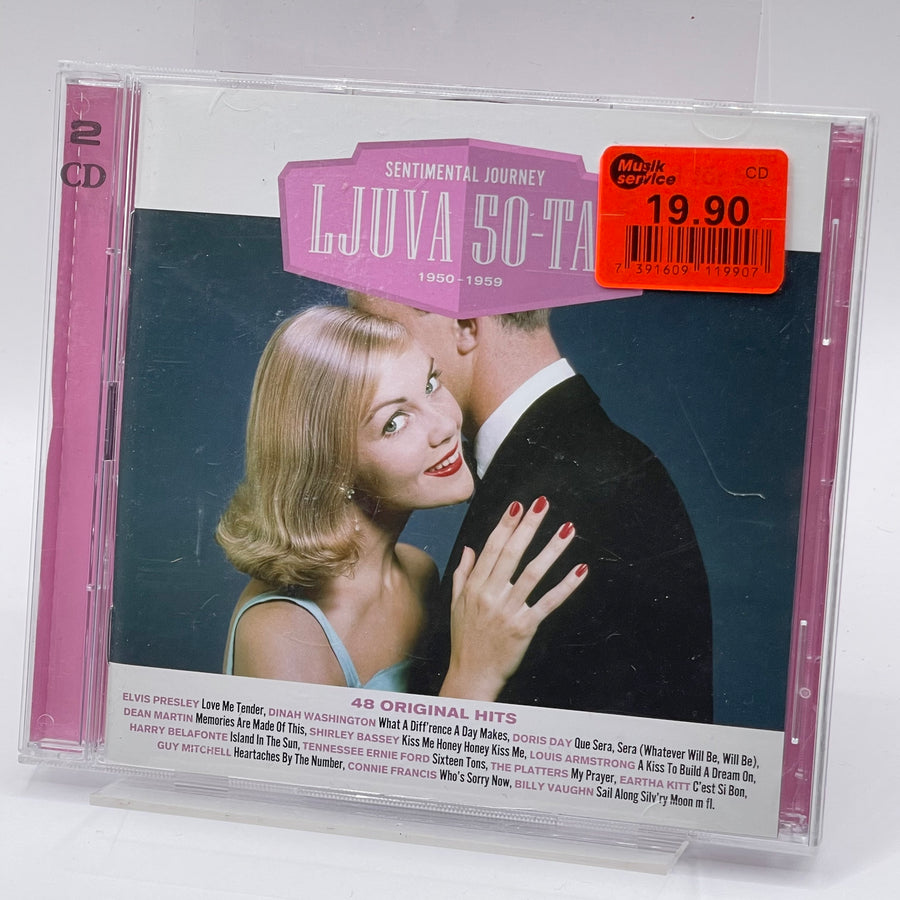 2
CD
SENTIMENTAL JOURNEY
LJUVA 50-TA
1950-1959
Musik
service
CD
19.90
7 391609 119907
48 ORIGINAL HITS
ELVIS PRESLEY Love Me Tender, DINAH WASHINGTON What A Diff'rence A Day Makes, DORIS DAY Que Sera, Sera (Whatever Will Be, Will Be),
DEAN MARTIN Memories Are Made Of This, SHIRLEY BASSEY Kiss Me Honey Honey Kiss Me, LOUIS ARMSTRONG A Kiss To Build A Dream On,
HARRY BELAFONTE Island In The Sun, TENNESSEE ERNIE FORD Sixteen Tons, THE PLATTERS My Prayer, EARTHA KITT C'est Si Bon,
GUY MITCHELL Heartaches By The Number, CONNIE FRANCIS Who's Sorry Now, BILLY VAUGHN Sail Along Silv'ry Moon m fl.